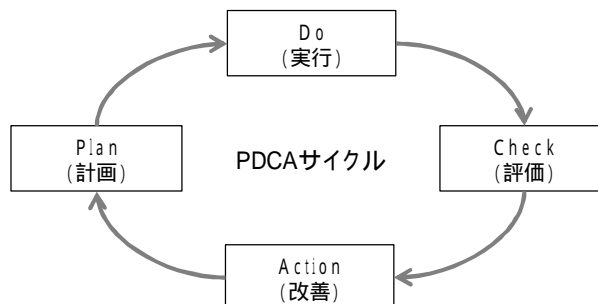 Do
(実行)
Plan
(計画)
PDCAサイクル
Check
(評価)
Action
(改善)